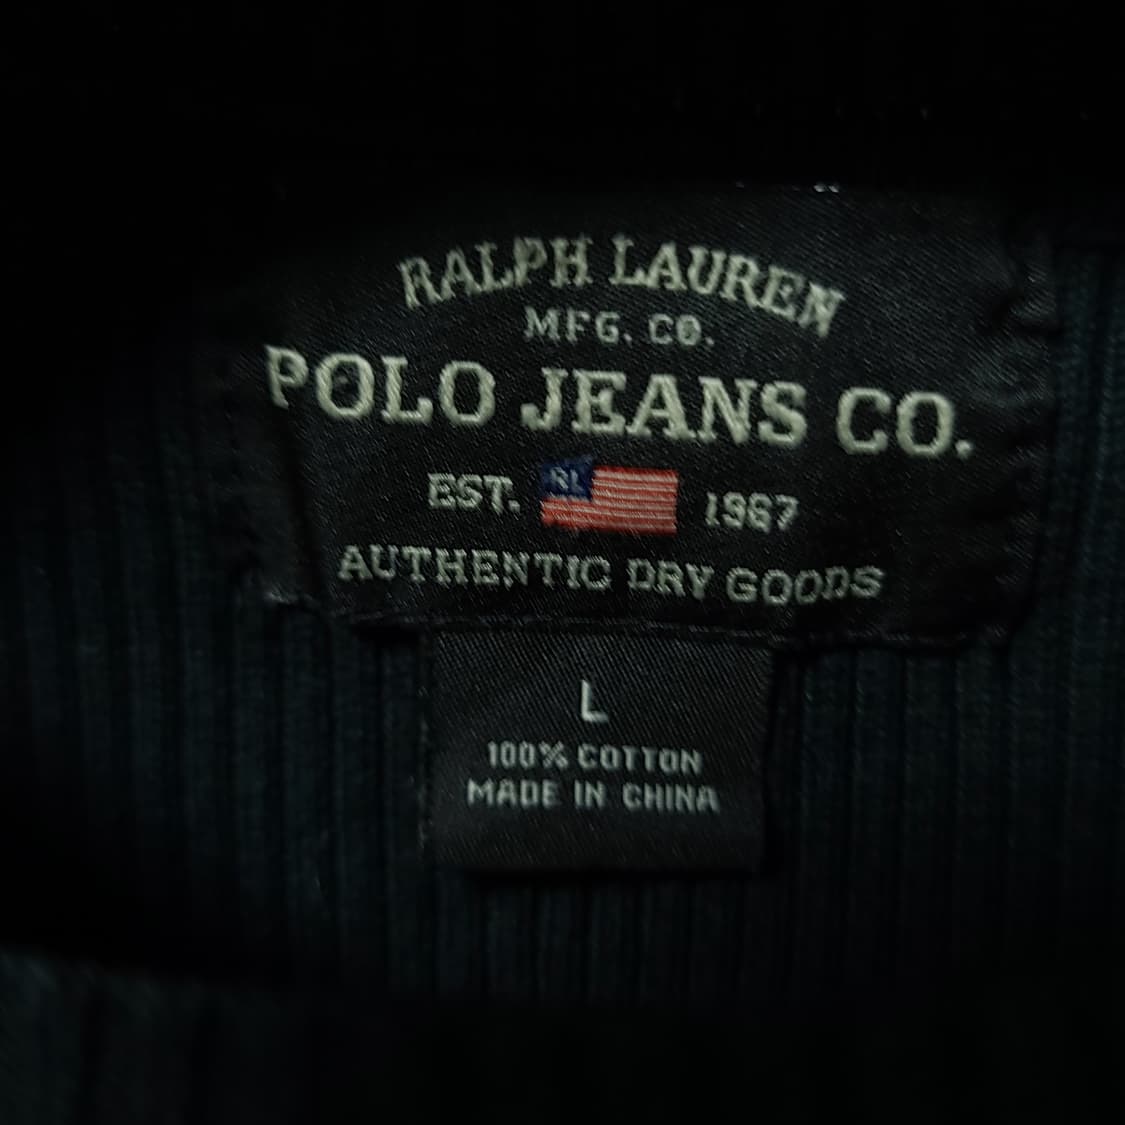 RALPH LAUREN
MFG. CO.
POLO JEANS CO.
EST. RL 1967
AUTHENTIC DRY GOODS
L
100% COTTON
MADE IN CHINA